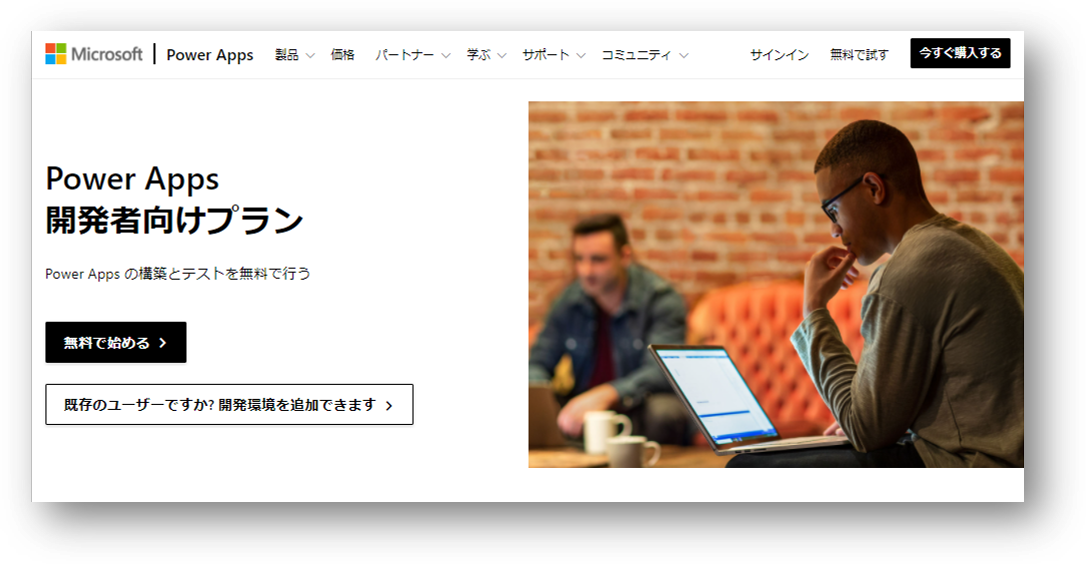 Microsoft Power Apps 製品 価格 パートナー 学ぶ サポート コミュニティ サインイン 無料で試す 今すぐ購入する
Power Apps
開発者向けプラン
Power Apps の構築とテストを無料で行う
無料で始める
既存のユーザーですか? 開発環境を追加できます